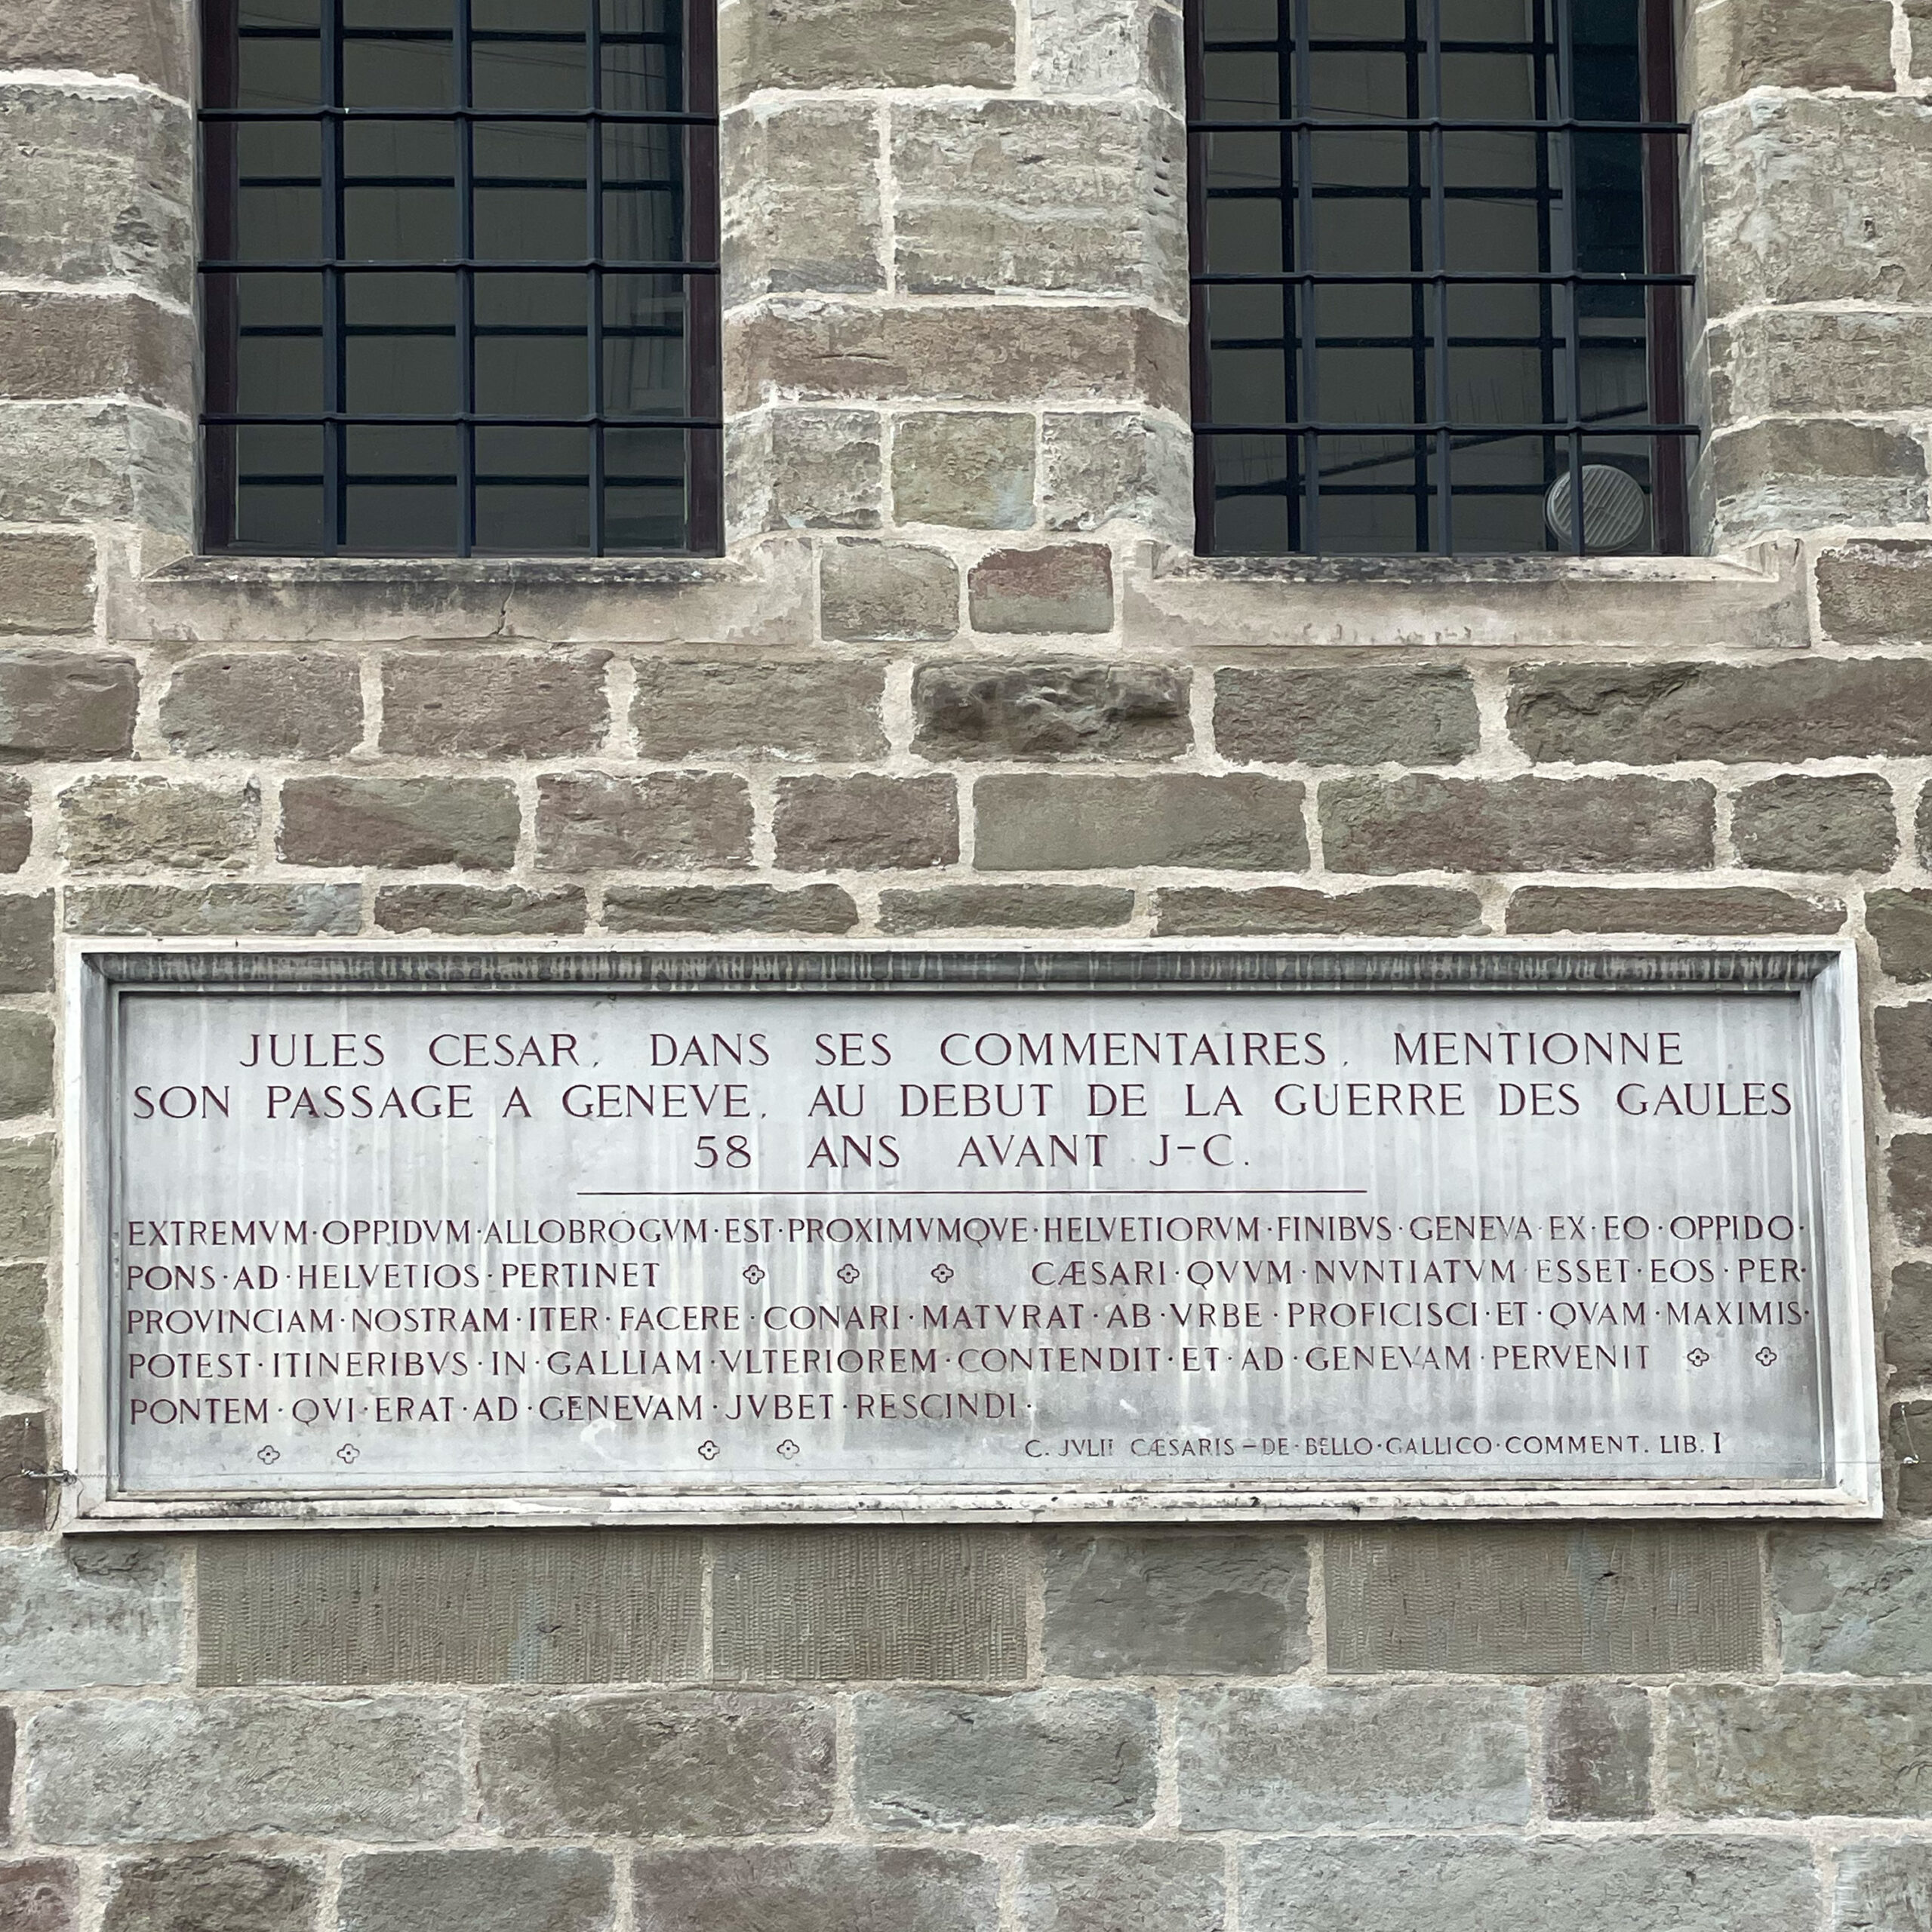 JULES CESAR, DANS SES COMMENTAIRES, MENTIONNE
SON PASSAGE A GENEVE, AU DEBUT DE LA GUERRE DES GAULES
58 ANS AVANT J-C.
EXTREMVM·OPPIDVM·ALLOBROGVM·EST·PROXIMVMQVE·HELVETIORVM·FINIBVS·GENEVA·EX·EO·OPPIDO·
PONS·AD·HELVETIOS·PERTINET CÆSARI·QVVM·NVNTIATVM·ESSET·EOS·PER·
PROVINCIAM·NOSTRAM·ITER·FACERE·CONARI·MATVRAT·AB·VRBE·PROFICISCI·ET·QVAM·MAXIMIS·
POTEST·ITINERIBVS·IN·GALLIAM·VLTERIOREM·CONTENDIT·ET·AD·GENEVAM·PERVENIT
PONTEM·QVI·ERAT·AD·GENEVAM·JVBET·RESCINDI·
C. JVLII CÆSARIS-DE·BELLO·GALLICO·COMMENT. LIB. I